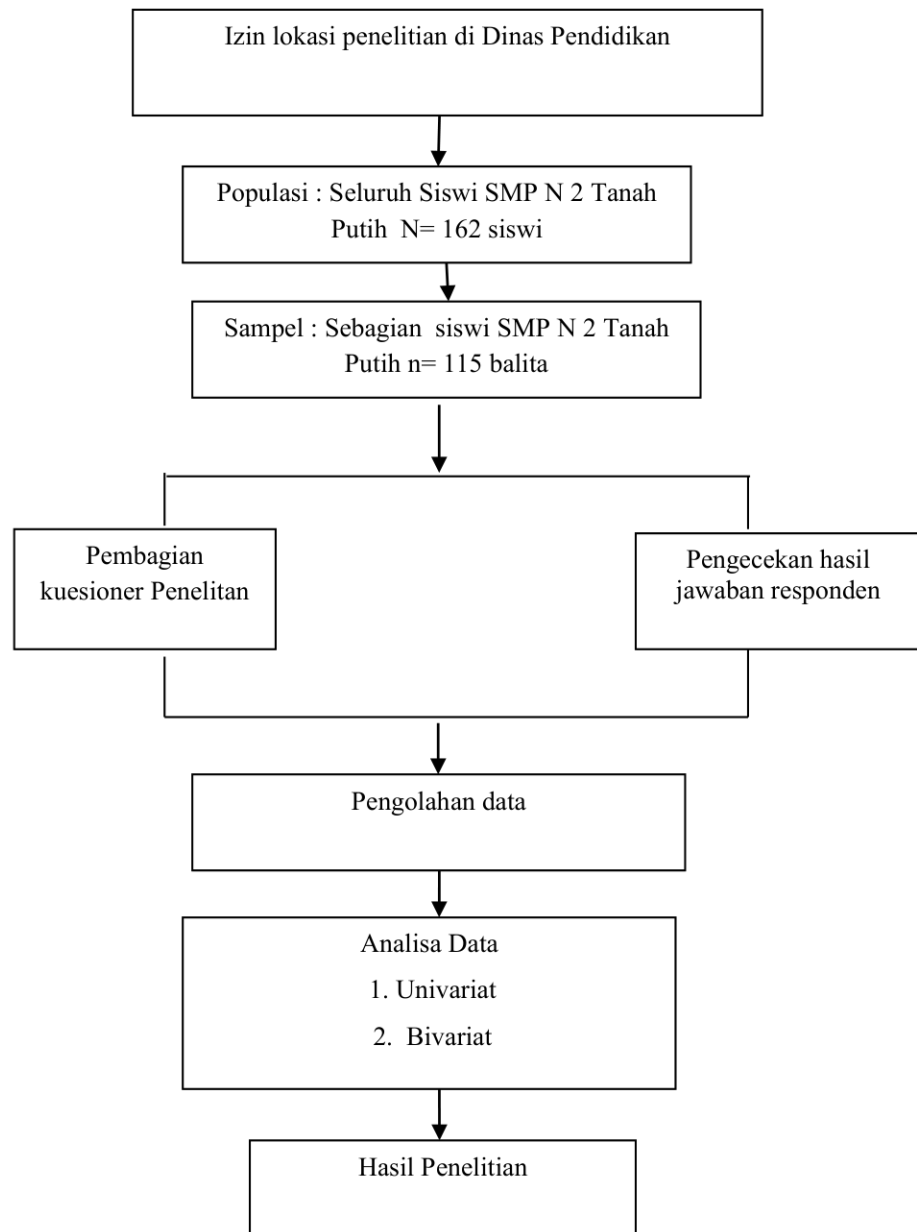 Izin lokasi penelitian di Dinas Pendidikan
Populasi : Seluruh Siswi SMP N 2 Tanah
Putih  N= 162 siswi
Sampel : Sebagian  siswi SMP N 2 Tanah
Putih n= 115 balita
Pembagian
kuesioner Penelitan
Pengecekan hasil
jawaban responden
Pengolahan data
Analisa Data
1. Univariat
2.  Bivariat
Hasil Penelitian